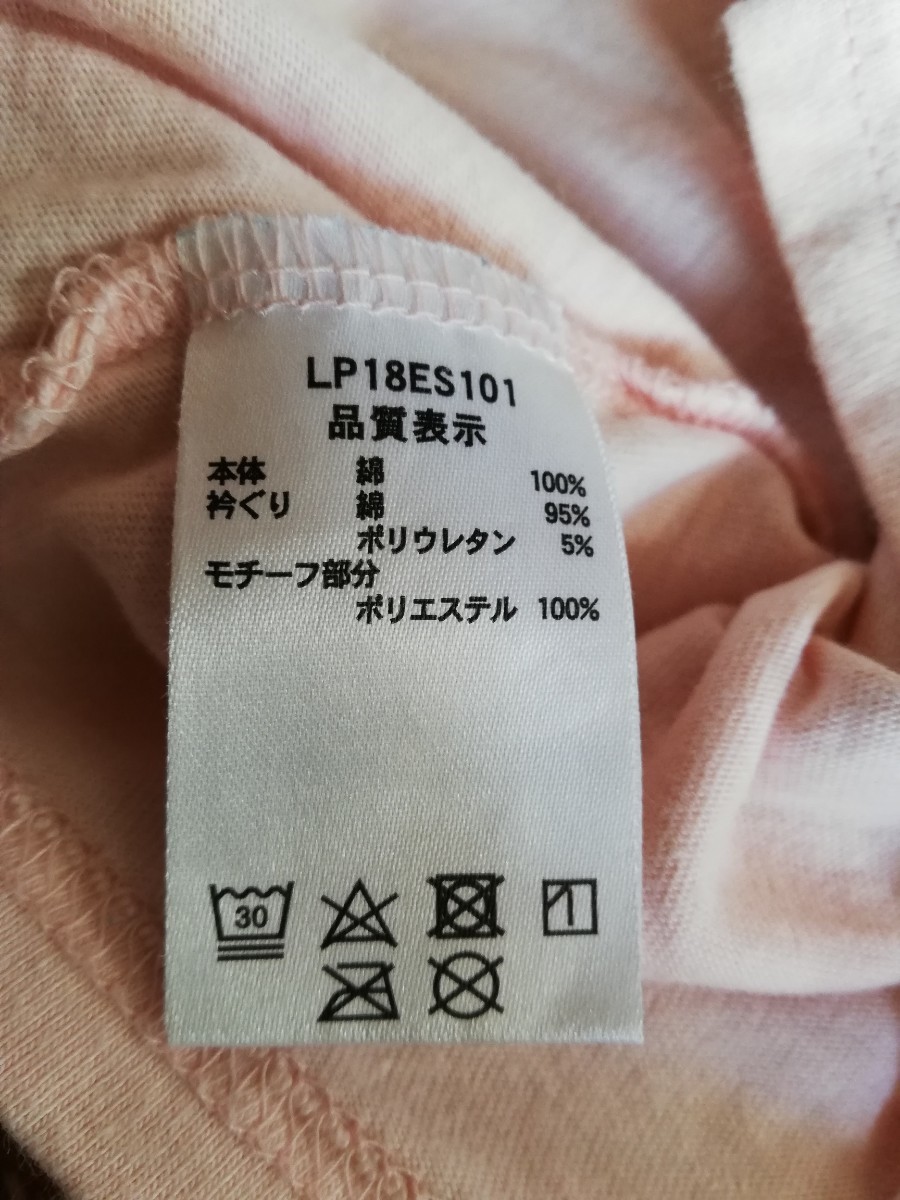 LP18ES101
品質表示
本体 綿 100%
衿ぐり 綿 95%
ポリウレタン 5%
モチーフ部分
ポリエステル 100%
30